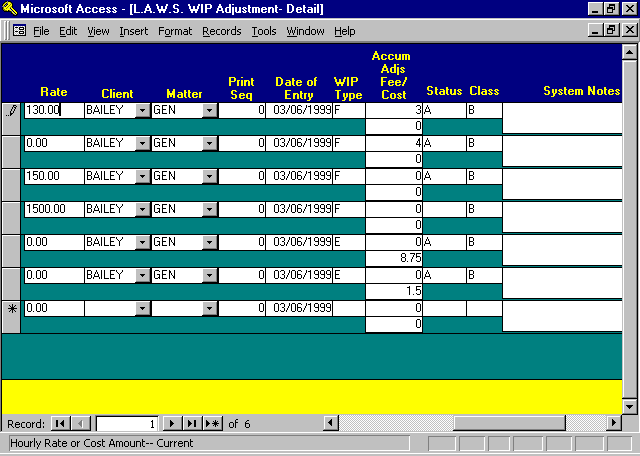 Microsoft Access - [L.A.W.S. WIP Adjustment- Detail]
File Edit View Insert Format Records Tools Window Help
Rate Client Matter Print Seq Date of Entry WIP Type Accum Adjs Fee/ Cost Status Class System Notes
130.00 BAILEY GEN 0 03/06/1999 F 3 A B
0
0.00 BAILEY GEN 0 03/06/1999 F 4 A B
0
150.00 BAILEY GEN 0 03/06/1999 F 0 A B
0
1500.00 BAILEY GEN 0 03/06/1999 F 0 B
0
0.00 BAILEY GEN 0 03/06/1999 E 0 A B
8.75
0.00 BAILEY GEN 0 03/06/1999 E 0 A B
1.5
0.00 0 03/06/1999 0
0
Record: 1 of 6
Hourly Rate or Cost Amount-- Current